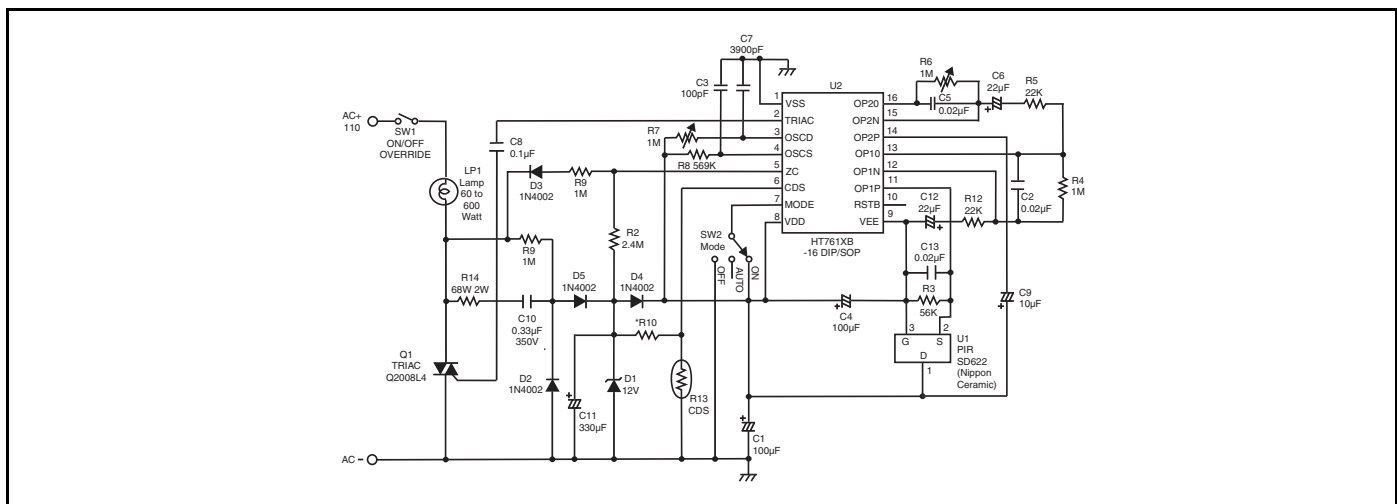 C7
3900pF
C3
100pF
R7
1M
R8 569K
U2
1
VSS
2
TRIAC
3
OSCD
4
OSCS
5
ZC
6
CDS
7
MODE
8
VDD
16
OP20
15
OP2N
14
OP2P
13
OP10
12
OP1N
11
OP1P
10
RSTB
9
VEE
HT761XB
-16 DIP/SOP
R6
1M
C5
0.02µF
C6
22µF
+
R5
22K
R4
1M
C2
0.02µF
C12
22µF
+
R12
22K
C13
0.02µF
R3
56K
C9
10µF
+
AC+
110
SW1
ON/OFF
OVERRIDE
C8
0.1µF
LP1
Lamp
60 to
600
Watt
D3
1N4002
R9
1M
R9
1M
R2
2.4M
SW2
Mode
OFF
AUTO
ON
R14
68W 2W
C10
0.33µF
350V
D5
1N4002
D4
1N4002
*R10
C4
100µF
+
3
2
G
S
D
1
U1
PIR
SD622
(Nippon
Ceramic)
Q1
TRIAC
Q2008L4
D2
1N4002
+
C11
330µF
D1
12V
R13
CDS
+
C1
100µF
AC -